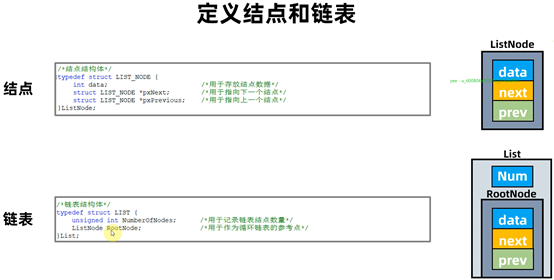 定义结点和链表
结点
/*结点结构体*/
typedef struct LIST_NODE {
int data; /*用于存放结点数据*/
struct LIST_NODE *pxNext; /*用于指向下一个结点*/
struct LIST_NODE *pxPrevious; /*用于指向上一个结点*/
}ListNode;
ListNode
data
next
prev
链表
/*链表结构体*/
typedef struct LIST {
unsigned int NumberOfNodes; /*用于记录链表结点数量*/
ListNode RootNode; /*用于作为循环链表的参考点*/
}List;
List
Num
RootNode
data
next
prev